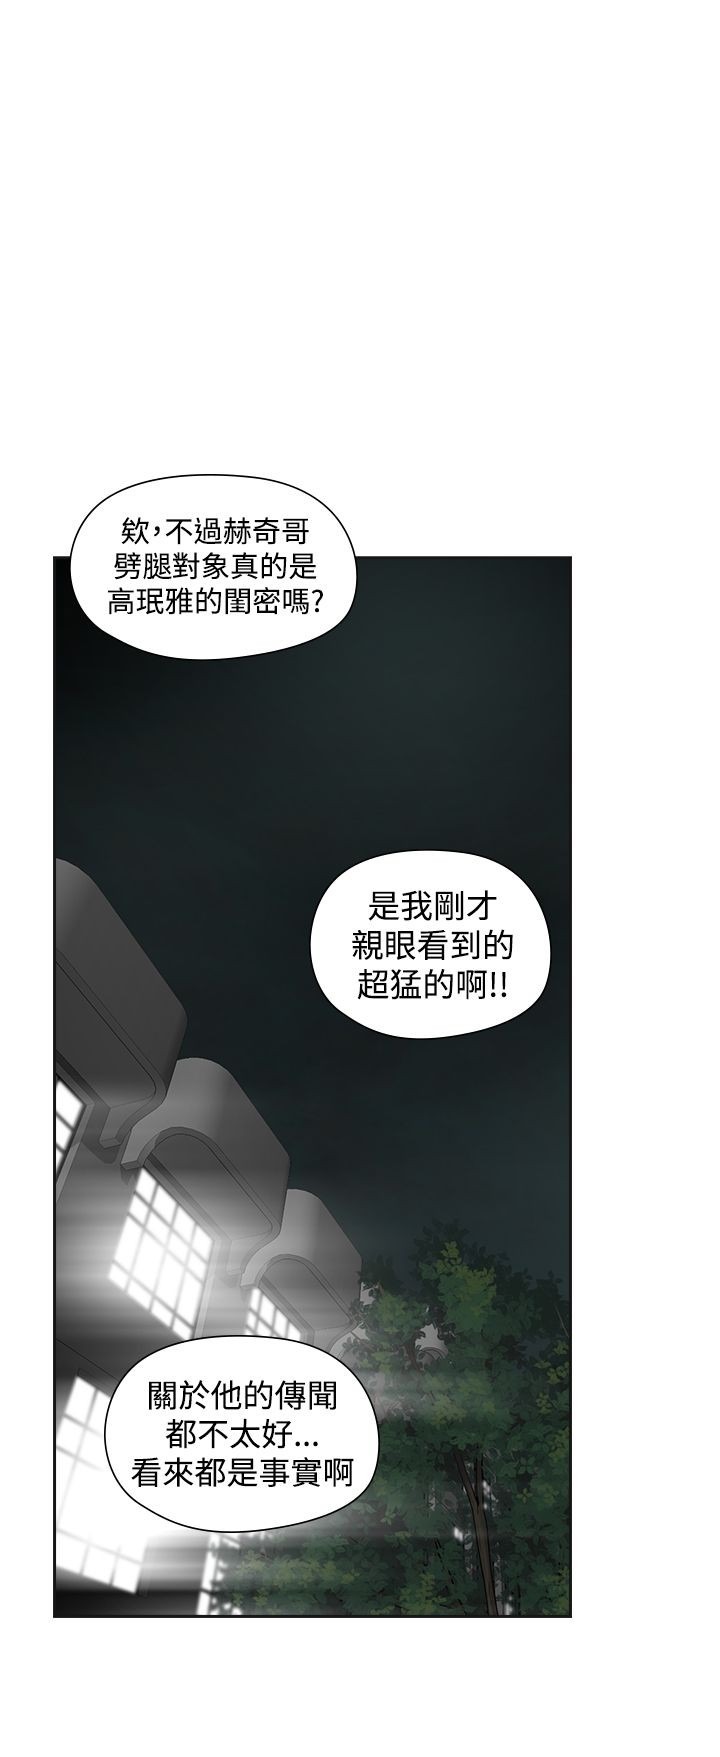 欸，不過赫奇哥
劈腿對象真的是
高珉雅的閨密嗎?
是我剛才
親眼看到的
超猛的啊!!
關於他的傳聞
都不太好...
看來都是事實啊